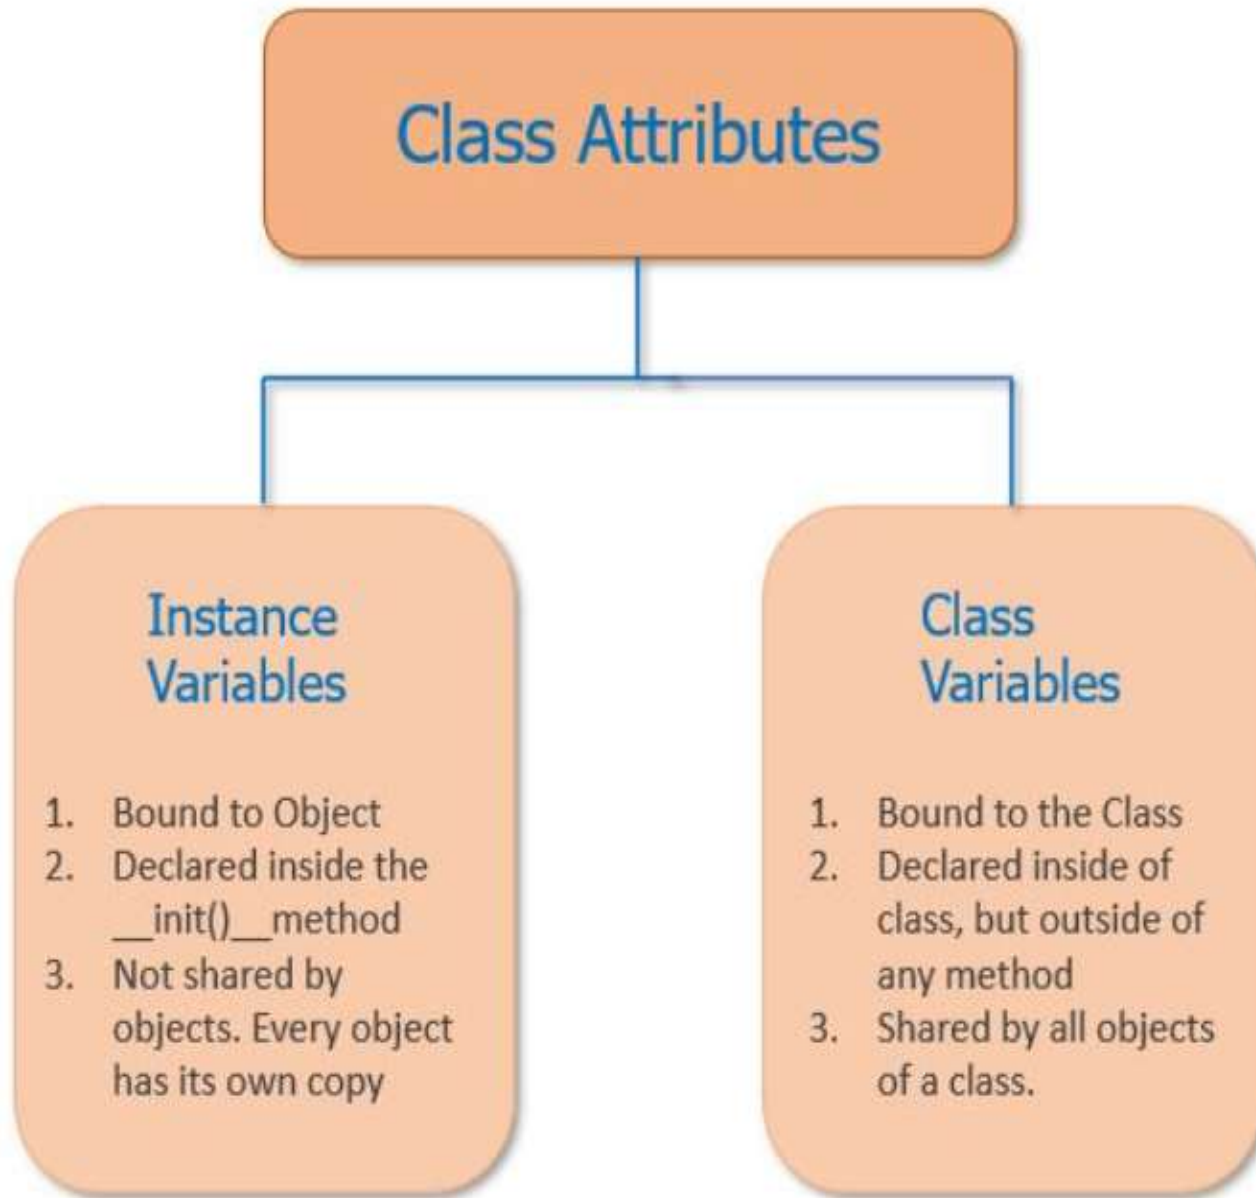 Class Attributes
Instance
Variables
1. Bound to Object
2. Declared inside the
__init()__method
3. Not shared by
objects. Every object
has its own copy
Class
Variables
1. Bound to the Class
2. Declared inside of
class, but outside of
any method
3. Shared by all objects
of a class.